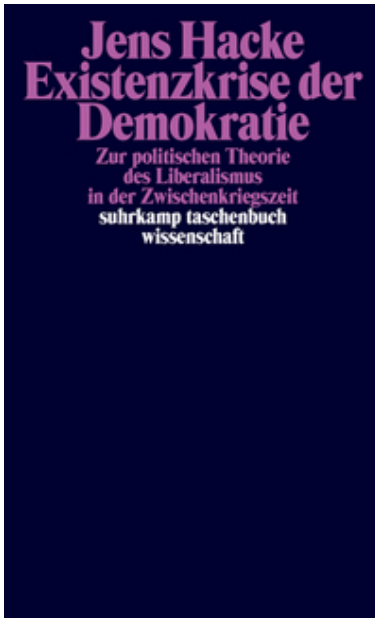 Jens Hacke
Existenzkrise der
Demokratie
Zur politischen Theorie
des Liberalismus
in der Zwischenkriegszeit
suhrkamp taschenbuch
wissenschaft